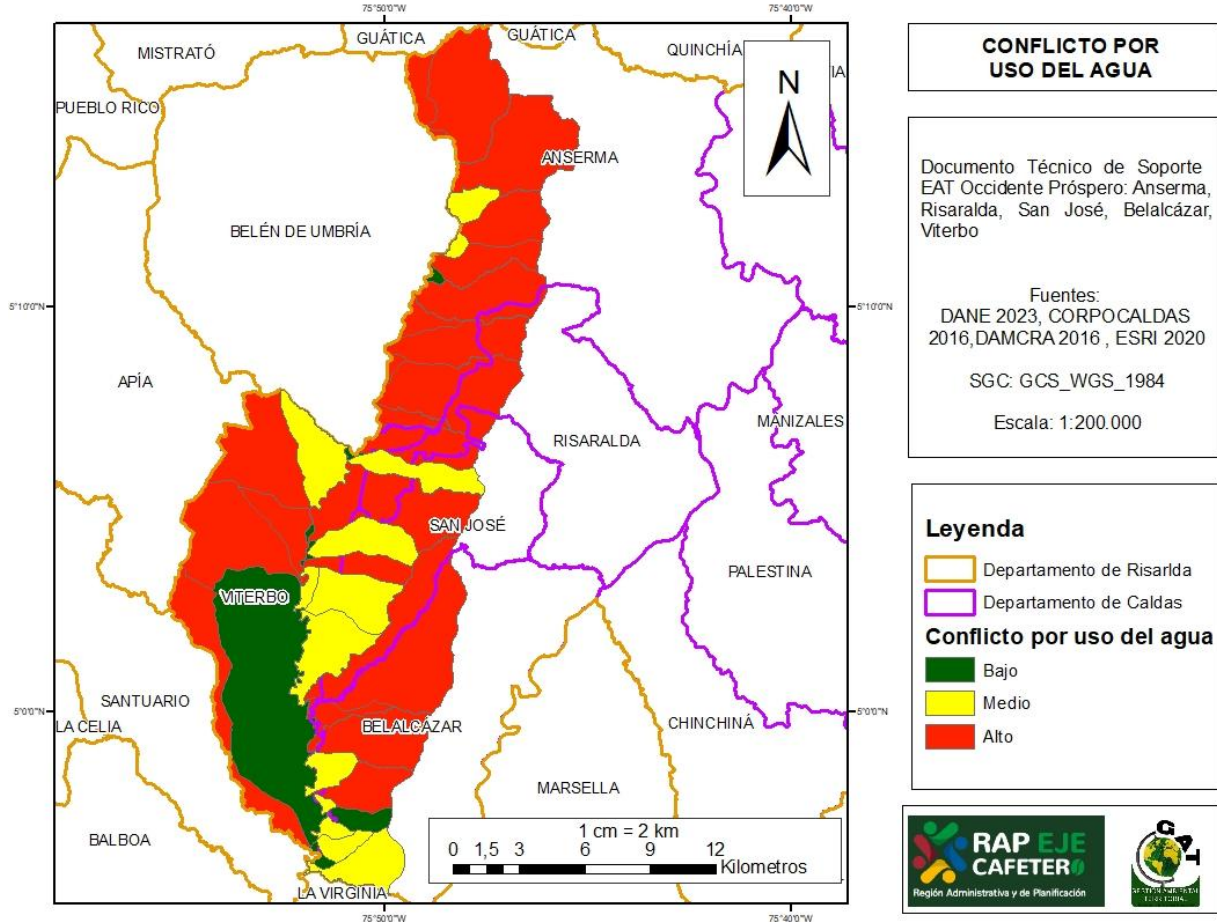 75°50'0"W
75°40'0"W
GUÁTICA
GUÁTICA
MISTRATÓ
QUINCHÍA
PUEBLO RICO
N
ANSERMA
BELÉN DE UMBRÍA
5°10'0"N
5°10'0"N
APÍA
MANIZALES
RISARALDA
SAN JOSÉ
PALESTINA
VITERBO
SANTUARIO
LA CELIA
5°0'0"N
5°0'0"N
BELALCÁZAR
CHINCHINÁ
MARSELLA
BALBOA
1 cm = 2 km
0 1,5 3 6 9 12
Kilometros
LA VIRGINIA
75°50'0"W
75°40'0"W
CONFLICTO POR
USO DEL AGUA
Documento Técnico de Soporte
EAT Occidente Próspero: Anserma,
Risaralda, San José, Belalcázar,
Viterbo
Fuentes:
DANE 2023, CORPOCALDAS
2016,DAMCRA 2016 , ESRI 2020
SGC: GCS_WGS_1984
Escala: 1:200.000
Leyenda
Departamento de Risarlda
Departamento de Caldas
Conflicto por uso del agua
Bajo
Medio
Alto
RAP EJE
CAFETERO
Región Administrativa y de Planificación
GAT
GESTIÓN AMBIENTAL
TERRITORIAL